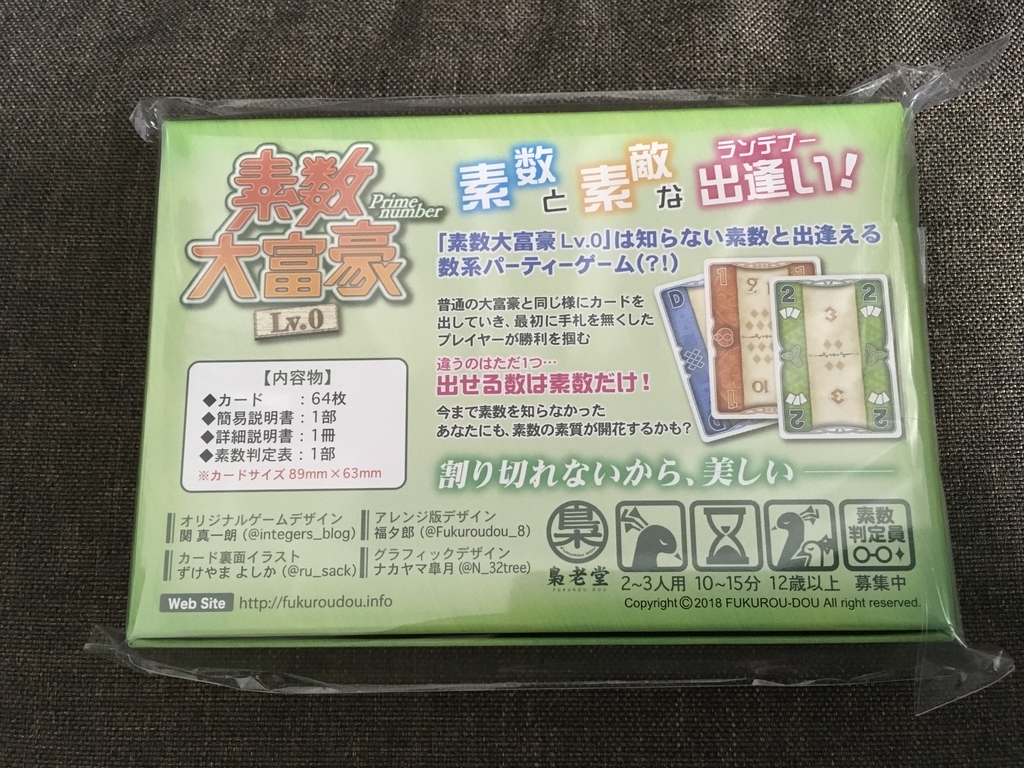 素数
Prime number
大富豪
Lv.0
ランデブー
素数と素敵な出逢い!
「素数大富豪Lv.0」は知らない素数と出逢える
数系パーティーゲーム(?!)
普通の大富豪と同じ様にカードを
出していき、最初に手札を無くした
プレイヤーが勝利を掴む
違うのはただ1つ…
出せる数は素数だけ!
今まで素数を知らなかった
あなたにも、素数の素質が開花するかも?
割り切れないから、美しい
D
1
9
10
1
2
2
3
3
2
2
【内容物】
◆カード :64枚
◆簡易説明書:1部
◆詳細説明書:1冊
◆素数判定表:1部
※カードサイズ 89mm×63mm
オリジナルゲームデザイン
関 真一朗(@integers_blog)
アレンジ版デザイン
福夕郎(@Fukuroudou_8)
カード裏面イラスト
ずけやま よしか(@ru_sack)
グラフィックデザイン
ナカヤマ皐月(@N_32tree)
Web Site http://fukuroudou.info
梟
梟老堂
FUKUROU-DOU
2~3人用
10~15分
12歳以上
素数
判定員
募集中
Copyright©2018 FUKUROU-DOU All right reserved.